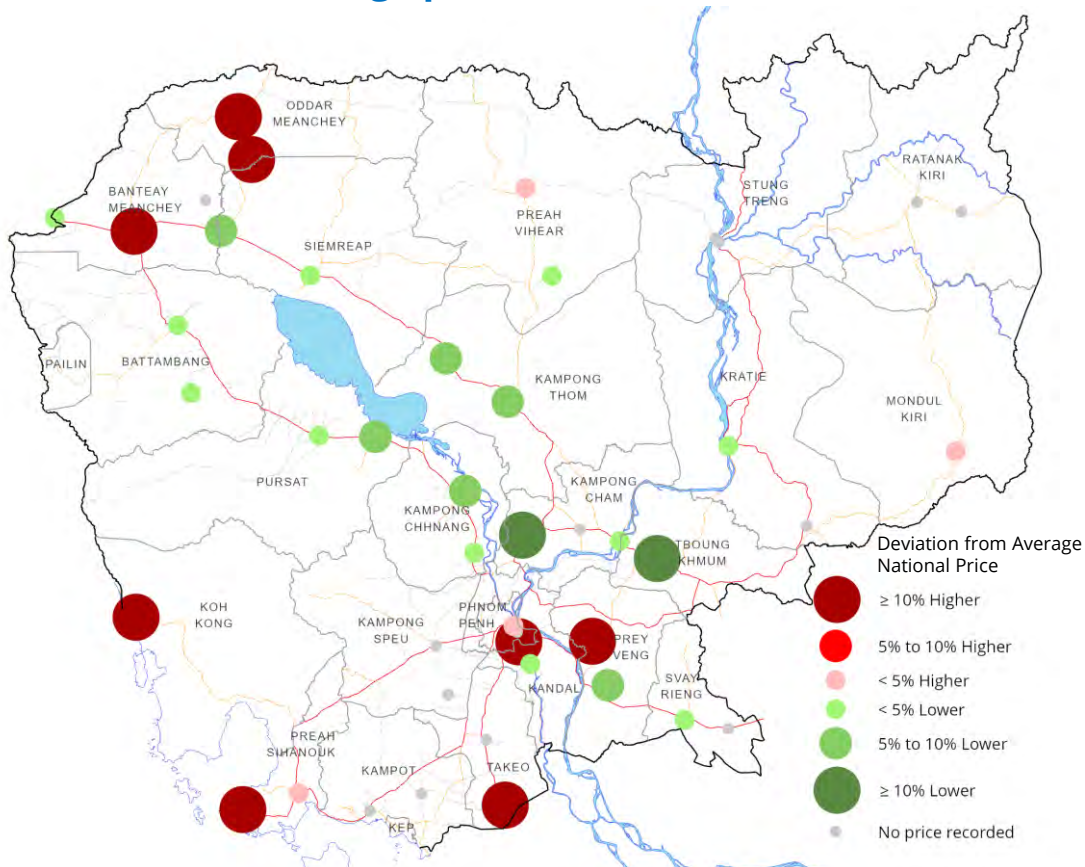 ODDAR
MEANCHEY
BANTEAY
MEANCHEY
RATANAK
KIRI
STUNG
TRENG
PREAH
VIHEAR
SIEMREAP
PAILIN
BATTAMBANG
KAMPONG
THOM
KRATIE
MONDUL
KIRI
PURSAT
KAMPONG
CHAM
KAMPONG
CHHNANG
TBOUNG
KHMUM
KOH
KONG
KAMPONG
SPEU
PHNOM
PENH
PREY
VENG
KANDAL
SVAY
RIENG
PREAH
SIHANOUK
KAMPOT
TAKEO
KEP
Deviation from Average
National Price
≥ 10% Higher
5% to 10% Higher
< 5% Higher
< 5% Lower
5% to 10% Lower
≥ 10% Lower
No price recorded